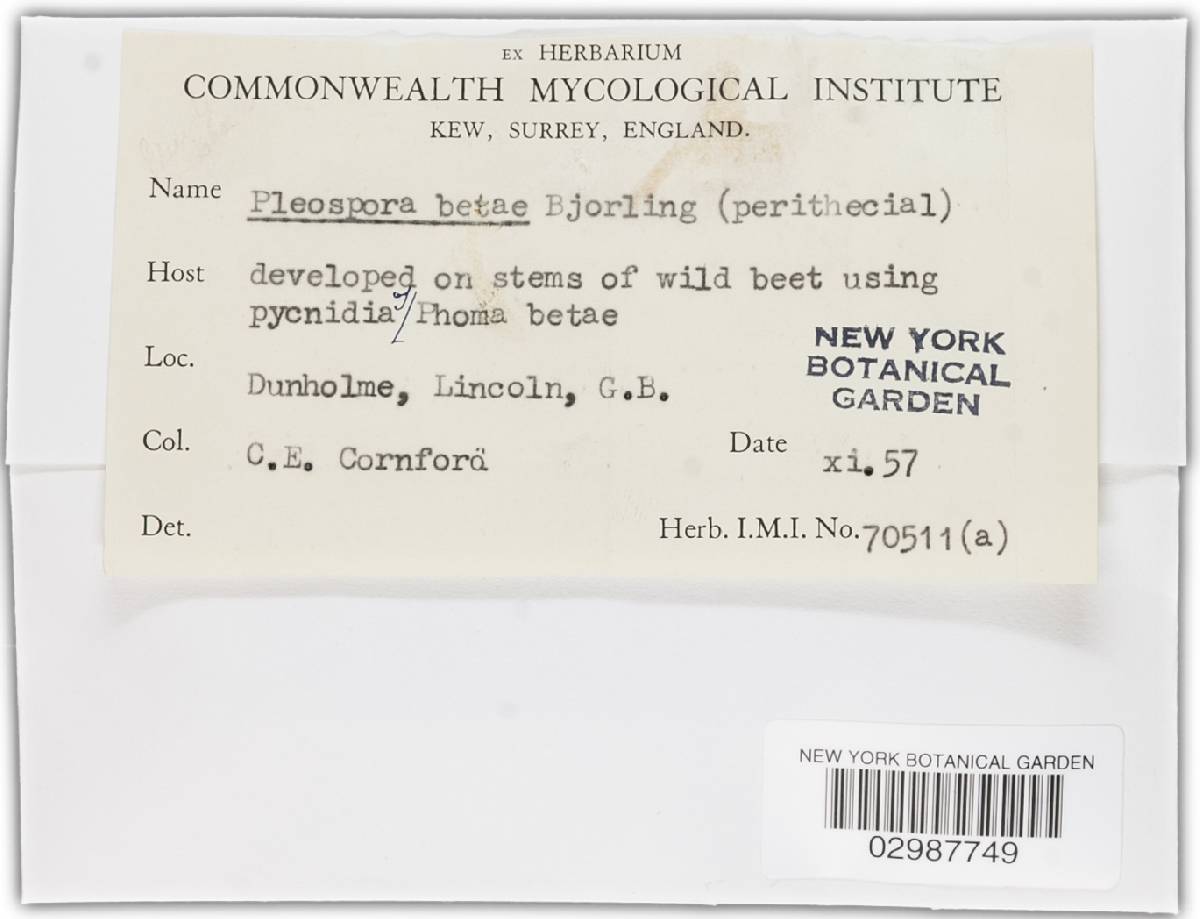 EX HERBARIUM
COMMONWEALTH MYCOLOGICAL INSTITUTE
KEW, SURREY, ENGLAND.
Name Pleospora betae Bjorling (perithecial)
Host developed on stems of wild beet using
pycnidia of Phoma betae
NEW YORK
BOTANICAL
GARDEN
Loc. Dunholme, Lincoln, G.B.
Col. C.E. Cornford Date xi.57
Det. Herb. I.M.I. No. 70511(a)
NEW YORK BOTANICAL GARDEN
02987749